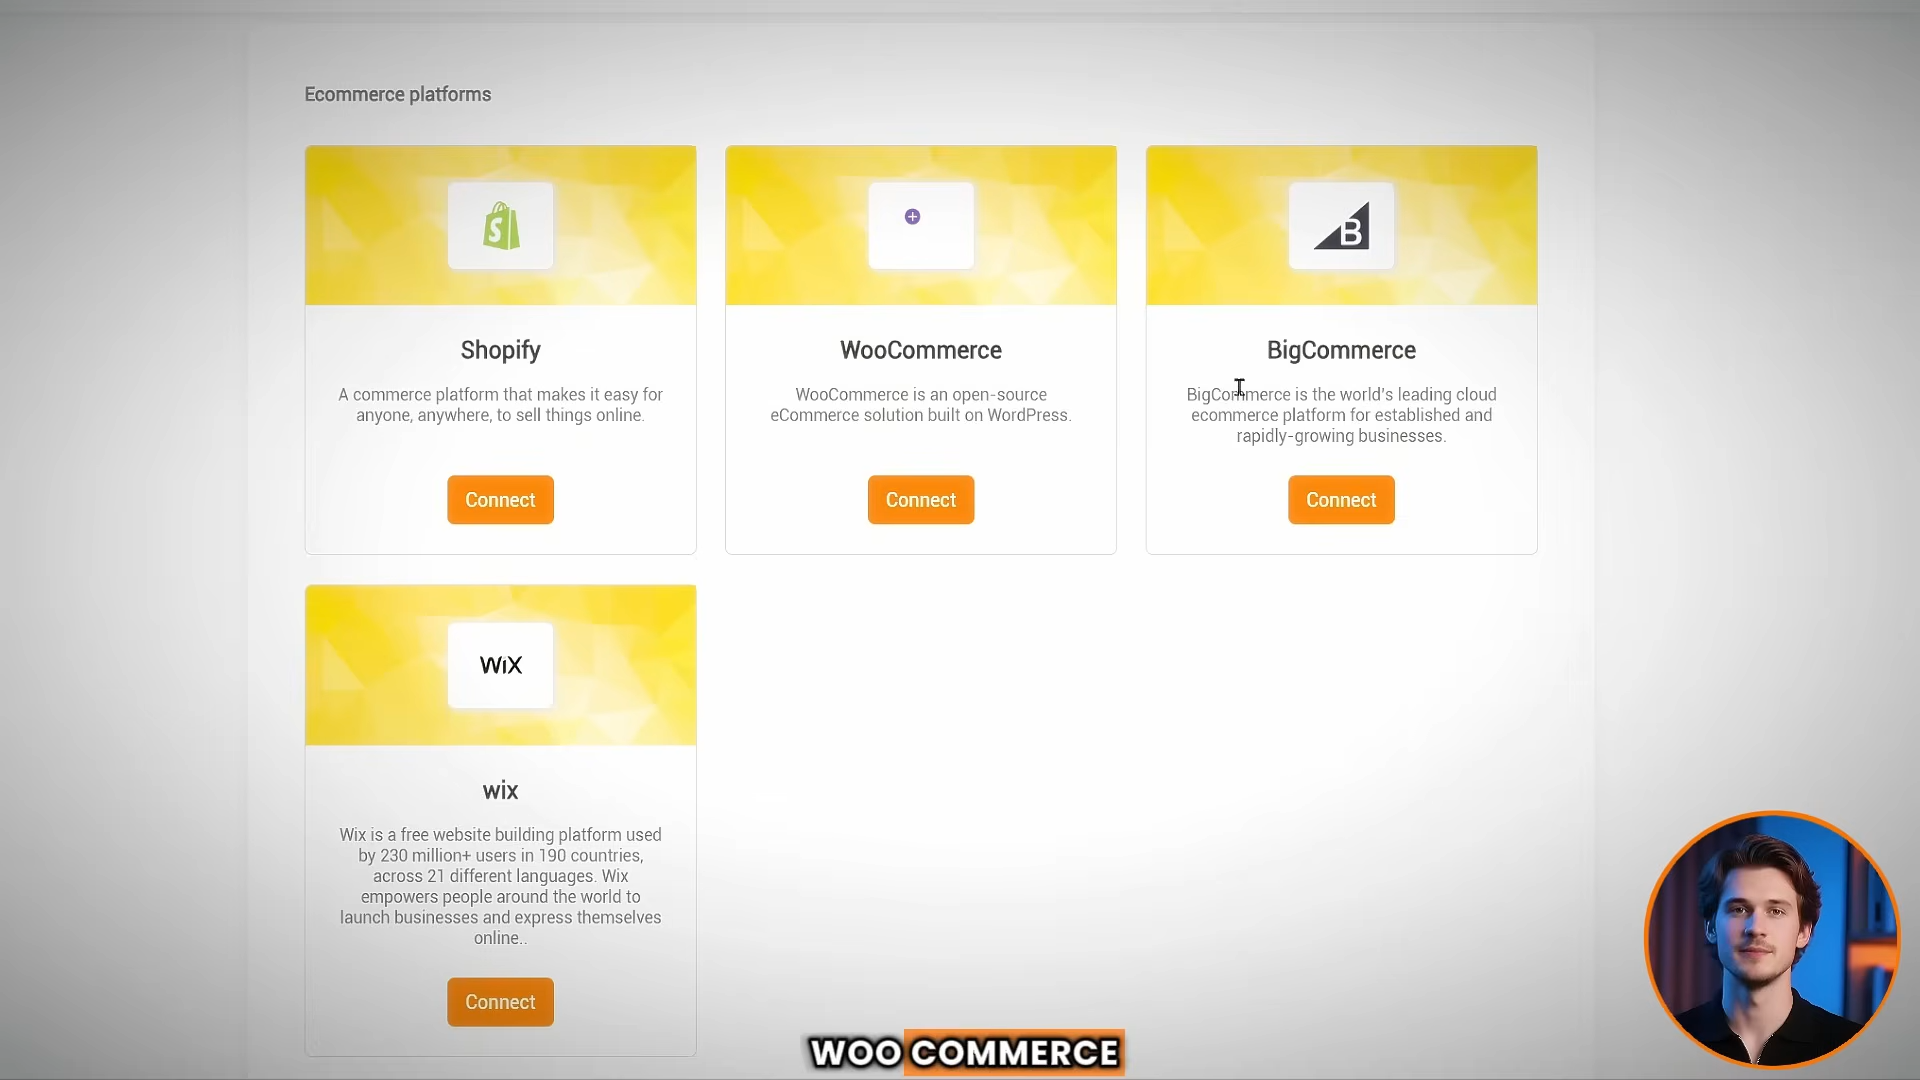 Ecommerce platforms
S
B
Shopify
WooCommerce
BigCommerce
A commerce platform that makes it easy for
anyone, anywhere, to sell things online.
WooCommerce is an open-source
eCommerce solution built on WordPress.
BigCommerce is the world's leading cloud
ecommerce platform for established and
rapidly-growing businesses.
Connect
Connect
Connect
WiX
wix
Wix is a free website building platform used
by 230 million+ users in 190 countries,
across 21 different languages. Wix
empowers people around the world to
launch businesses and express themselves
online..
Connect
WOO COMMERCE